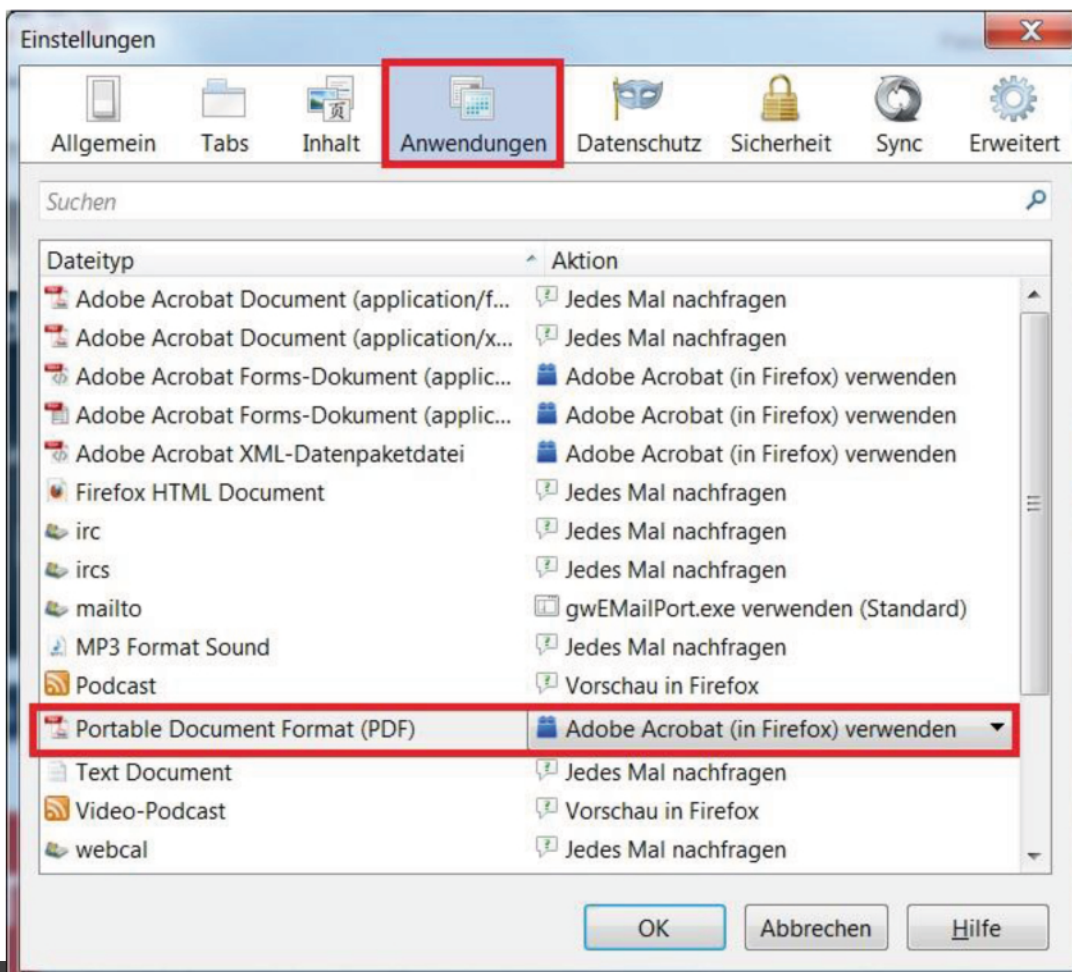 Einstellungen
Allgemein Tabs Inhalt Anwendungen Datenschutz Sicherheit Sync Erweitert
Suchen
Dateityp Aktion
Adobe Acrobat Document (application/f... Jedes Mal nachfragen
Adobe Acrobat Document (application/x... Jedes Mal nachfragen
Adobe Acrobat Forms-Dokument (applic... Adobe Acrobat (in Firefox) verwenden
Adobe Acrobat Forms-Dokument (applic... Adobe Acrobat (in Firefox) verwenden
Adobe Acrobat XML-Datenpaketdatei Adobe Acrobat (in Firefox) verwenden
Firefox HTML Document Jedes Mal nachfragen
irc Jedes Mal nachfragen
ircs Jedes Mal nachfragen
mailto gwEMailPort.exe verwenden (Standard)
MP3 Format Sound Jedes Mal nachfragen
Podcast Vorschau in Firefox
Portable Document Format (PDF) Adobe Acrobat (in Firefox) verwenden
Text Document Jedes Mal nachfragen
Video-Podcast Vorschau in Firefox
webcal Jedes Mal nachfragen
OK Abbrechen Hilfe